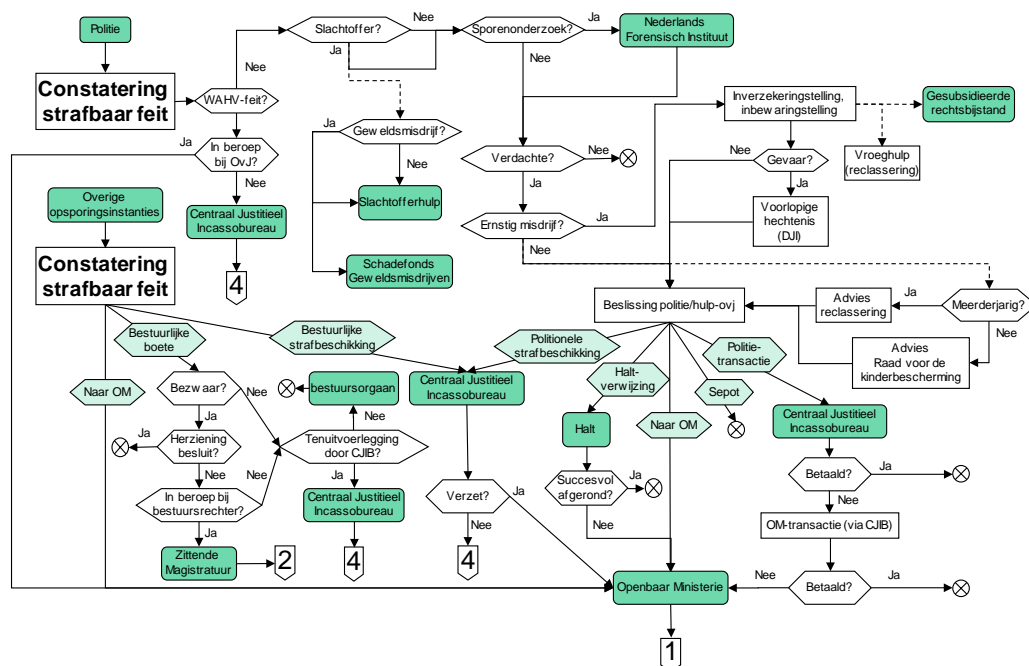 Politie
Constatering
strafbaar feit
WAHV-feit?
Nee
Slachtoffer?
Nee
Ja
Sporenonderzoek?
Ja
Nee
Nederlands
Forensisch Instituut
Ja
In beroep
bij OvJ?
Nee
Centraal Justitieel
Incassobureau
4
Ja
Geweldsmisdrijf?
Nee
Slachtofferhulp
Schadefonds
Geweldsmisdrijven
Verdachte?
Nee
Ja
Ernstig misdrijf?
Ja
Nee
Inverzekeringstelling,
inbewaringstelling
Gesubsidieerde
rechtsbijstand
Nee
Gevaar?
Ja
Vroeghulp
(reclassering)
Voorlopige
hechtenis
(DJI)
Overige
opsporingsinstanties
Constatering
strafbaar feit
Beslissing politie/hulp-ovj
Advies
reclassering
Ja
Meerderjarig?
Nee
Advies
Raad voor de
kinderbescherming
Bestuurlijke
boete
Bestuurlijke
strafbeschikking
Naar OM
Bezwaar?
Nee
Ja
Herziening
besluit?
Ja
Nee
In beroep bij
bestuursrechter?
Nee
Ja
Zittende
Magistratuur
2
bestuursorgaan
Nee
Tenuitvoerlegging
door CJIB?
Ja
Centraal Justitieel
Incassobureau
4
Politionele
strafbeschikking
Centraal Justitieel
Incassobureau
Verzet?
Ja
Nee
4
Halt-
verwijzing
Halt
Succesvol
afgerond?
Ja
Nee
Naar OM
Sepot
Politie-
transactie
Centraal Justitieel
Incassobureau
Betaald?
Ja
Nee
OM-transactie (via CJIB)
Betaald?
Ja
Nee
Openbaar Ministerie
1